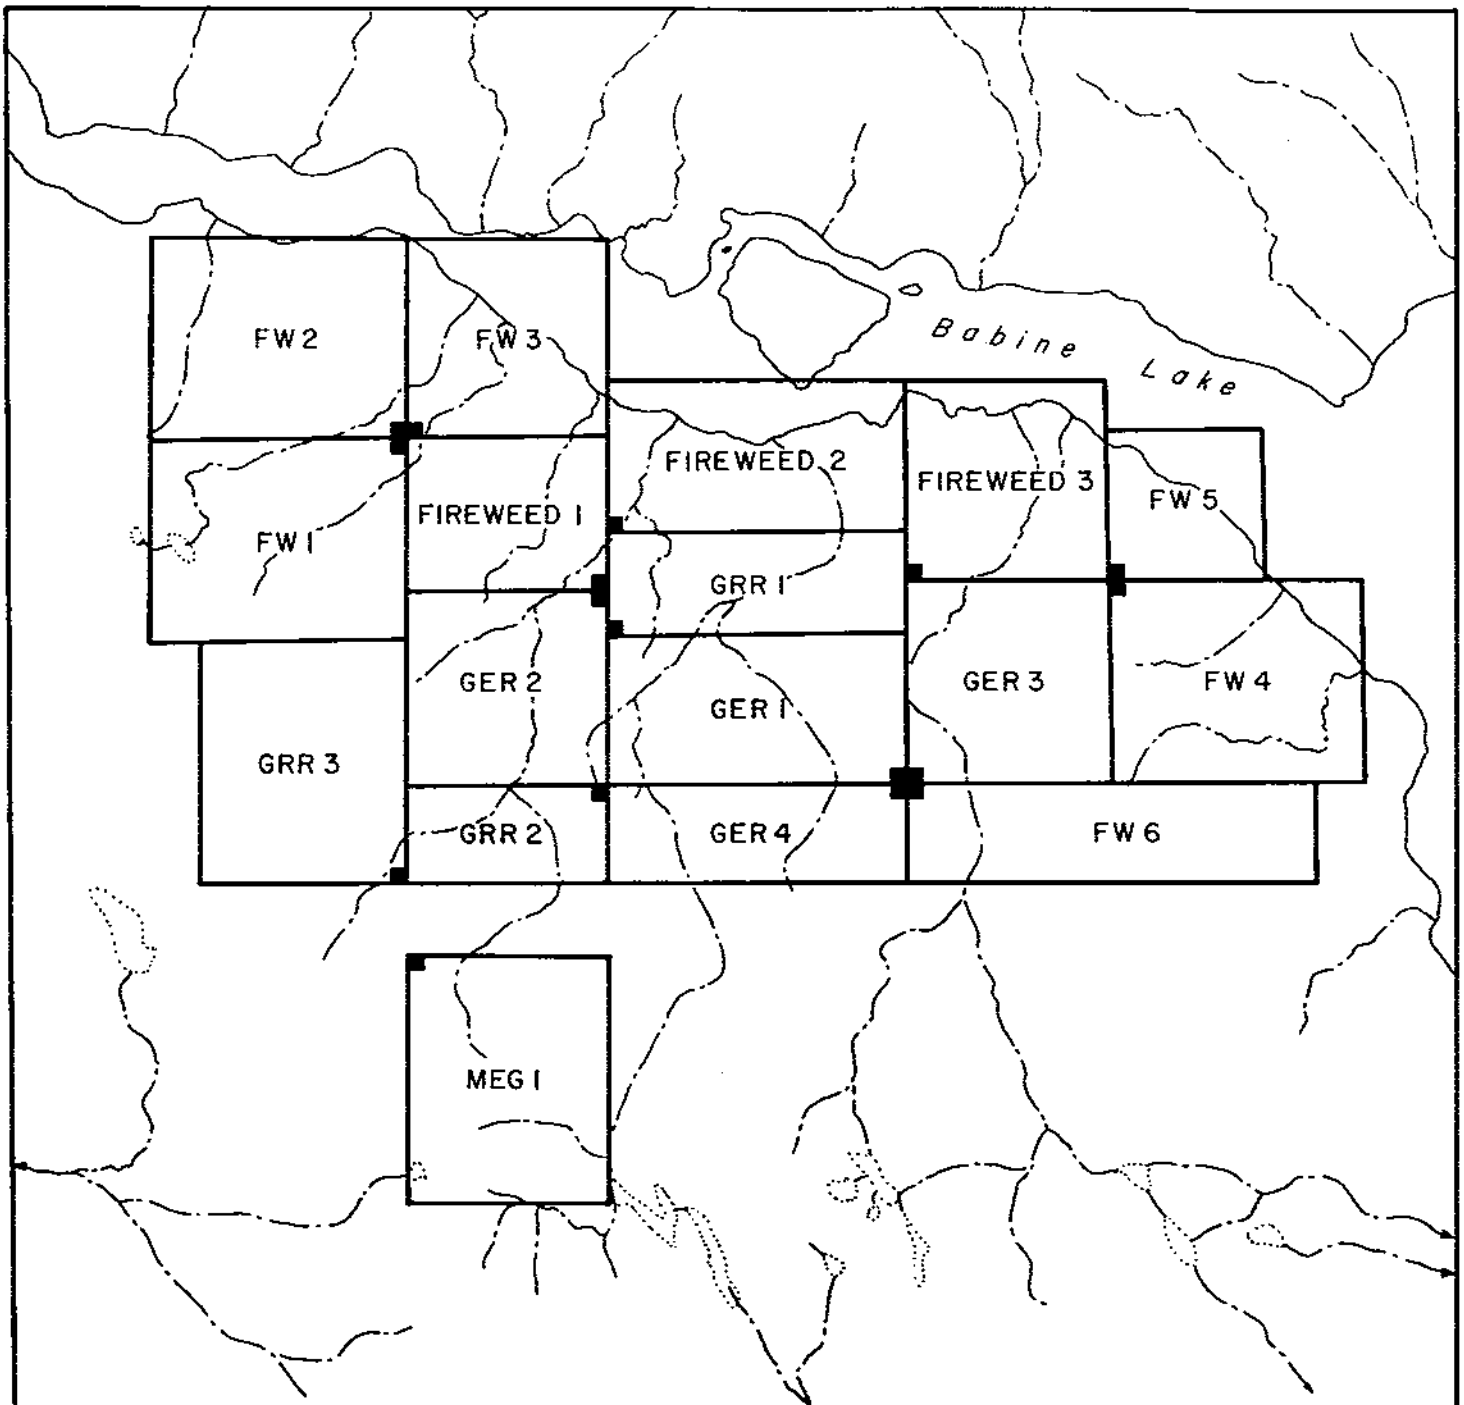 Babine Lake
FW 2
FW 3
FIREWEED 2
FIREWEED 3
FW 5
FIREWEED 1
FW 1
GRR 1
GER 2
GER 1
GER 3
FW 4
GRR 3
GRR 2
GER 4
FW 6
MEG 1